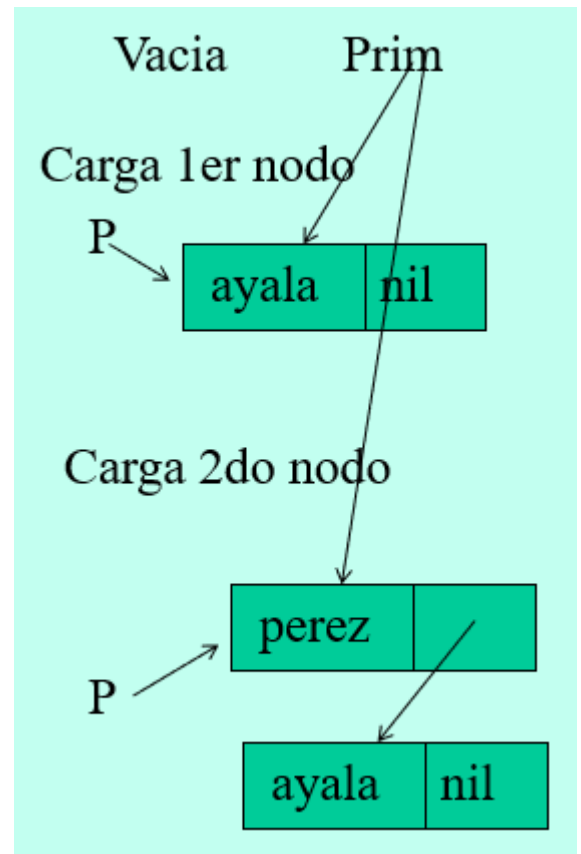 Vacia Prim
Carga 1er nodo
P
ayala nil
Carga 2do nodo
perez
P
ayala nil